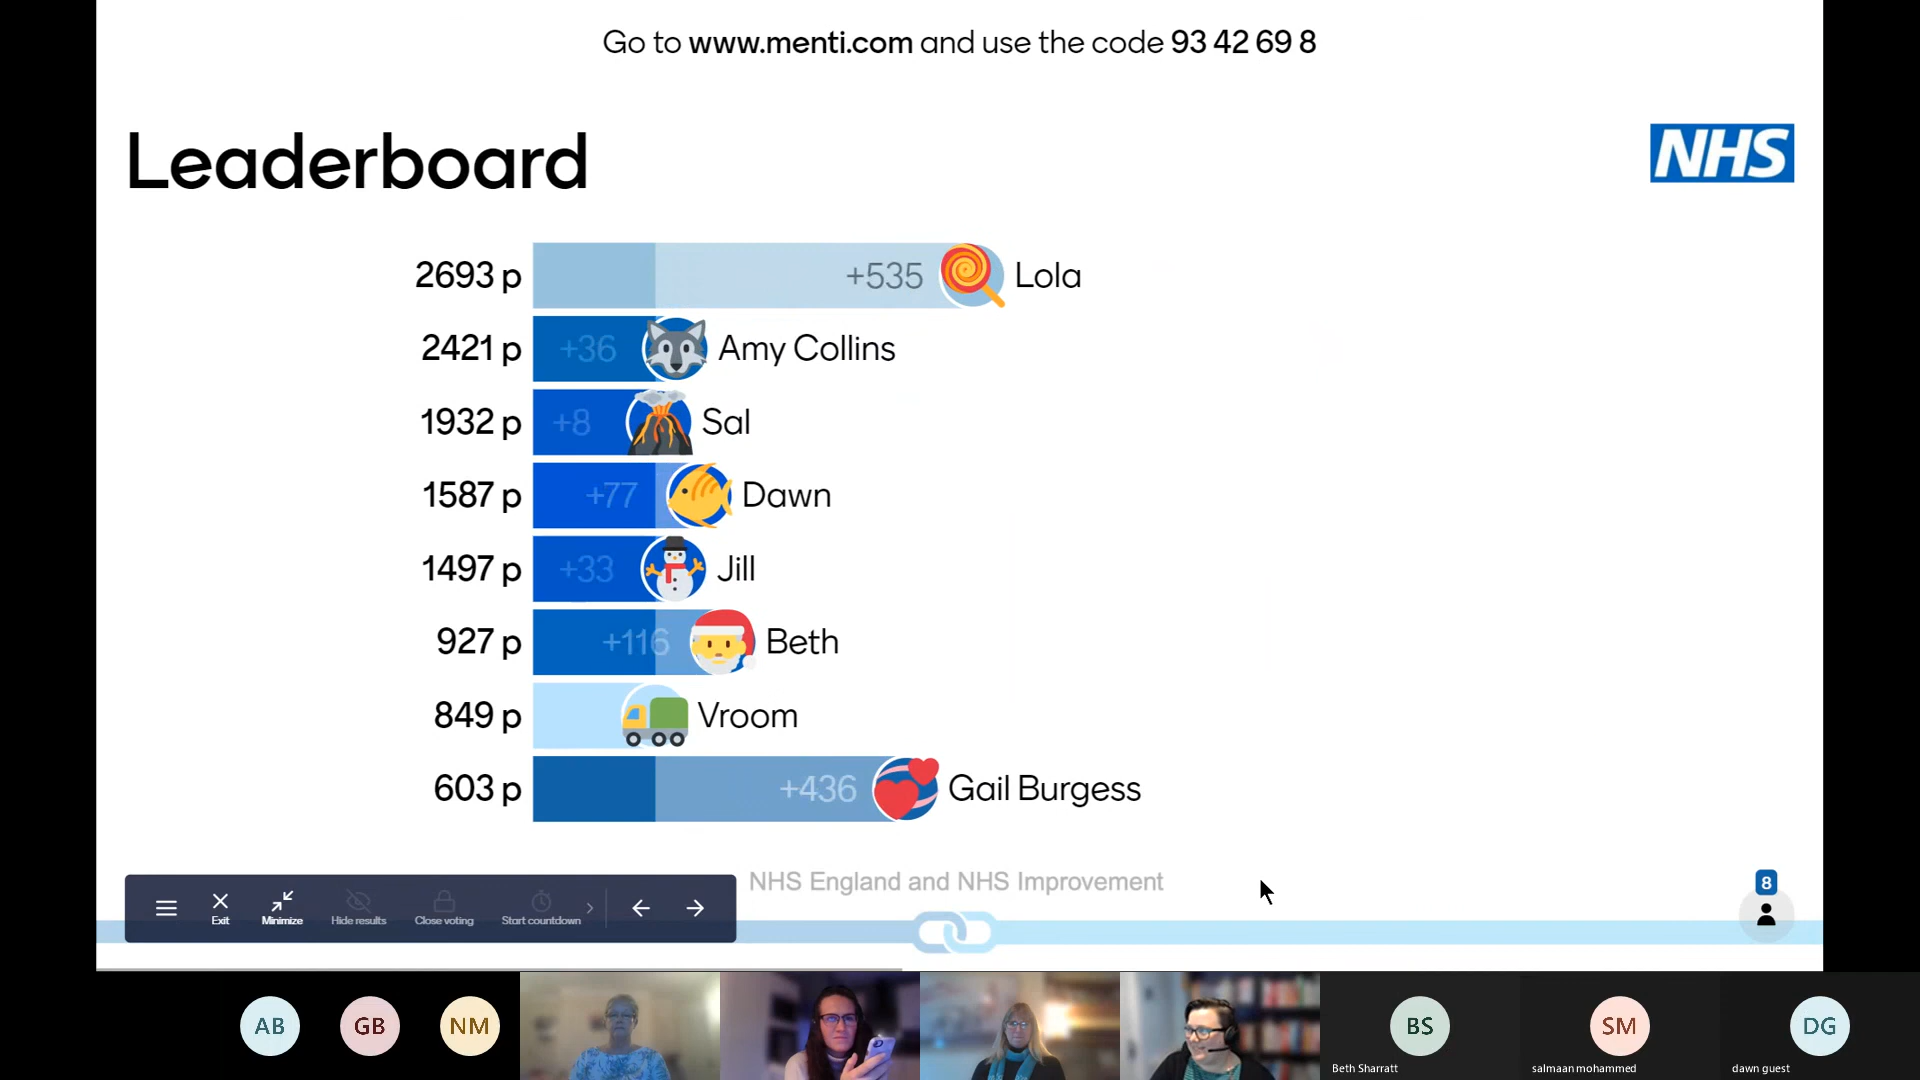 Go to www.menti.com and use the code 93 42 69 8
Leaderboard
NHS
2693 p +535 Lola
2421 p +36 Amy Collins
1932 p +8 Sal
1587 p +77 Dawn
1497 p +33 Jill
927 p +116 Beth
849 p Vroom
603 p +436 Gail Burgess
NHS England and NHS Improvement
8
Exit Minimize Hide results Close voting Start countdown
AB GB NM BS SM DG
Beth Sharratt salmaan mohammed dawn guest